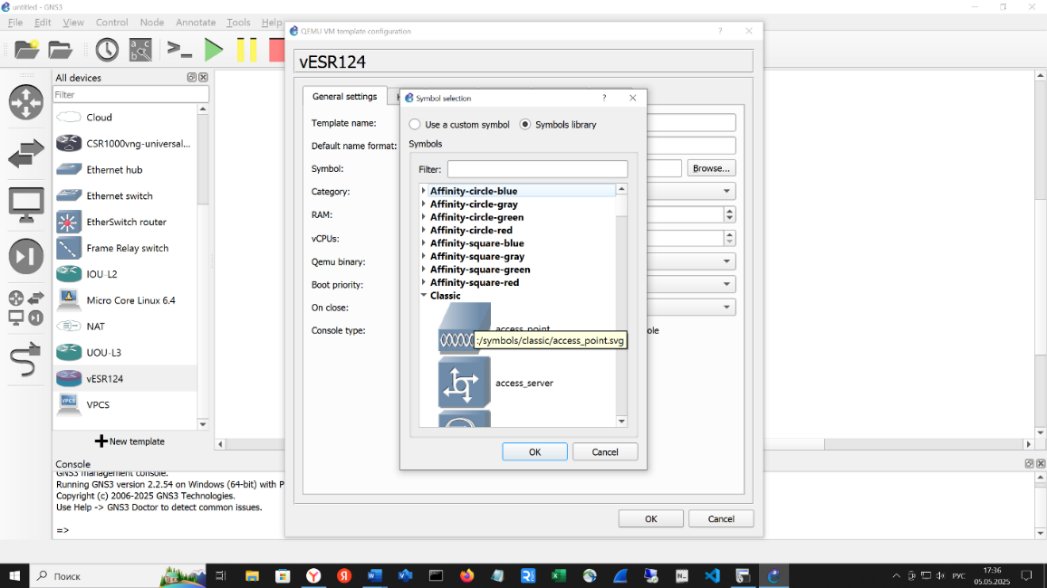 untitled - GNS3
File Edit View Control Node Annotate Tools Help
QEMU VM template configuration
vESR124
All devices
Filter
Cloud
CSR1000vng-universal...
Ethernet hub
Ethernet switch
EtherSwitch router
Frame Relay switch
IOU-L2
Micro Core Linux 6.4
NAT
UOU-L3
vESR124
VPCS
New template
General settings
Template name:
Default name format:
Symbol:
Browse...
Category:
RAM:
vCPUs:
Qemu binary:
Boot priority:
On close:
Console type:
Symbol selection
Use a custom symbol
Symbols library
Symbols
Filter:
Affinity-circle-blue
Affinity-circle-gray
Affinity-circle-green
Affinity-circle-red
Affinity-square-blue
Affinity-square-gray
Affinity-square-green
Affinity-square-red
Classic
access_point
:/symbols/classic/access_point.svg
access_server
OK
Cancel
OK
Cancel
Console
GNS3 management console.
Running GNS3 version 2.2.54 on Windows (64-bit) with P
Copyright (c) 2006-2025 GNS3 Technologies.
Use Help -> GNS3 Doctor to detect common issues.
=>
Поиск
РУС
17:36
05.05.2025